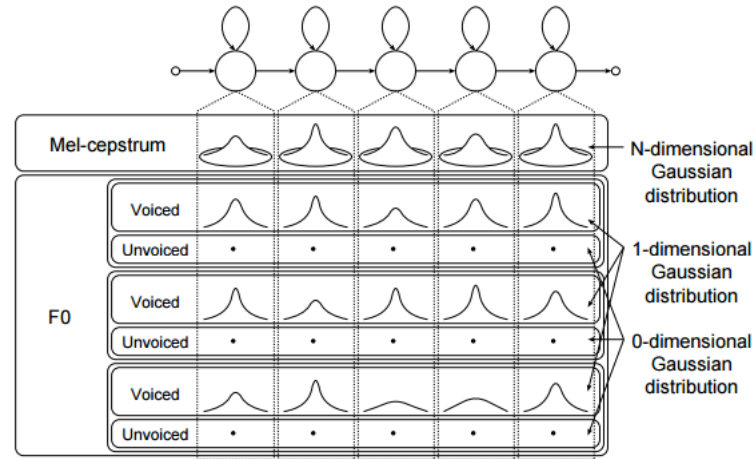 Mel-cepstrum
N-dimensional
Gaussian
distribution
F0
Voiced
Unvoiced
Voiced
Unvoiced
Voiced
Unvoiced
1-dimensional
Gaussian
distribution
0-dimensional
Gaussian
distribution